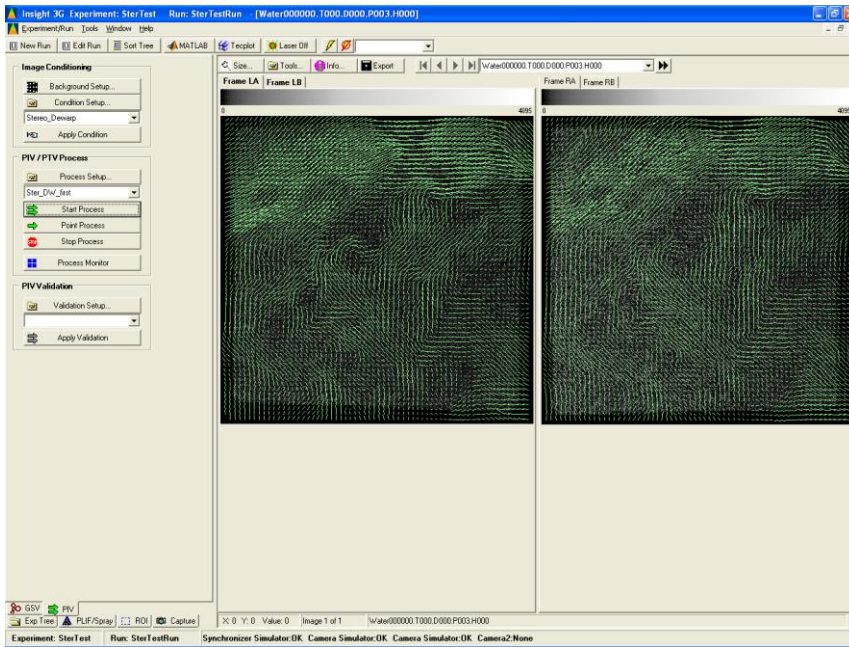 Insight 3G Experiment: SterTest Run: SterTestRun - [Water000000.T000.D000.P003.H000]
Experiment/Run Tools Window Help
New Run Edit Run Sort Tree MATLAB Tecplot Laser Off
Size... Tools... Info... Export Water000000.T000.D000.P003.H000
Frame LA Frame LB Frame RA Frame RB
0 4095 0 4095
Image Conditioning
Background Setup...
Condition Setup...
Stereo_Dewarp
Apply Condition
PIV / PTV Process
Process Setup...
Ster_DW_first
Start Process
Point Process
STOP Stop Process
Process Monitor
PIV Validation
Validation Setup...
Apply Validation
GSV PIV
Exp Tree PLIF/Spray ROI Capture X: 0 Y: 0 Value: 0 Image 1 of 1 Water000000.T000.D000.P003.H000
Experiment: SterTest Run: SterTestRun Synchronizer Simulator:OK Camera Simulator:OK Camera Simulator:OK Camera2:None